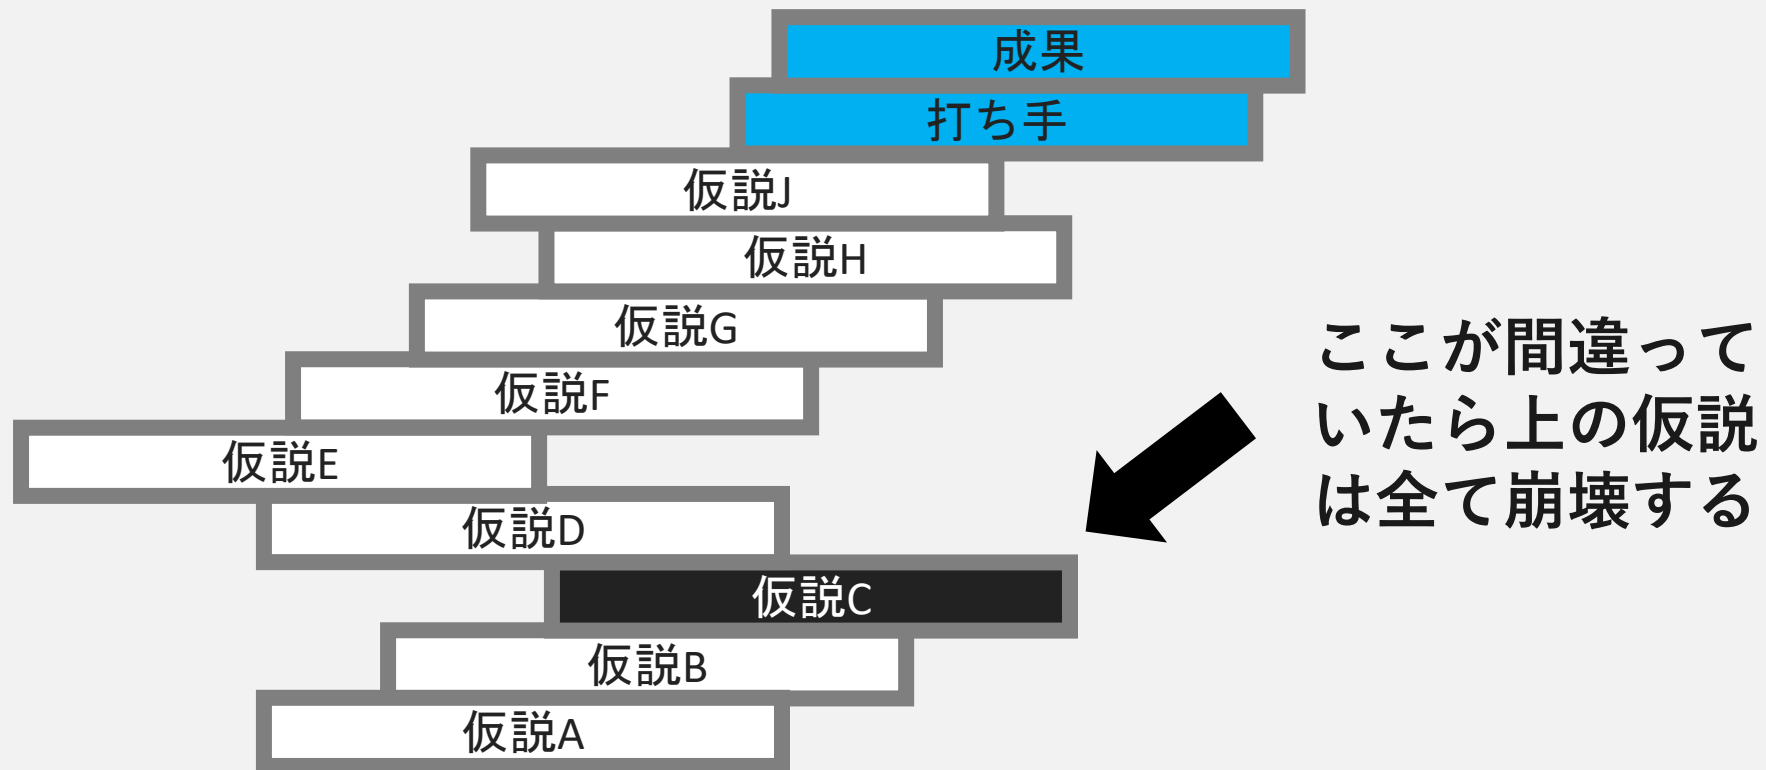 成果
打ち手
仮説J
仮説H
仮説G
仮説F
仮説E
仮説D
仮説C
仮説B
仮説A
ここが間違って
いたら上の仮説
は全て崩壊する